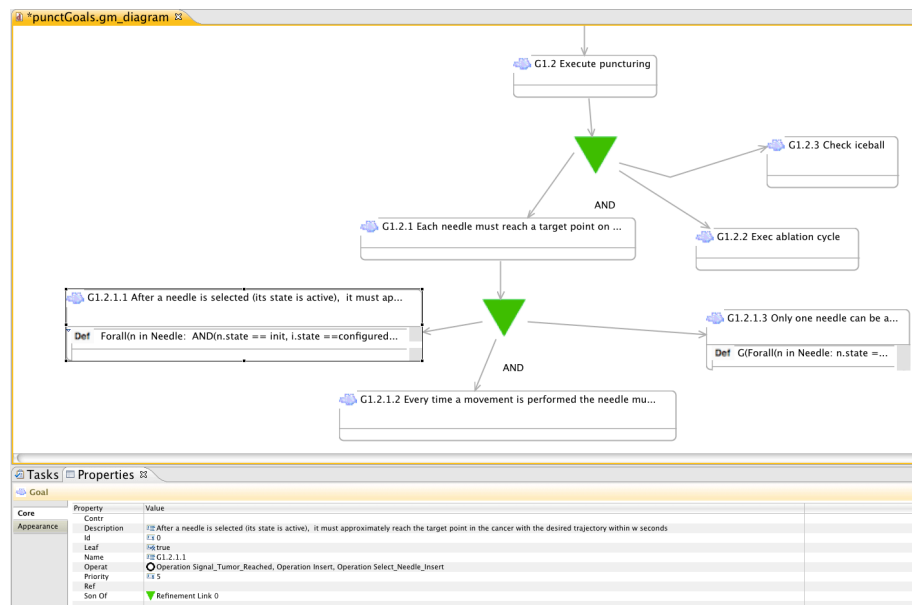 *punctGoals.gm_diagram
G1.2 Execute puncturing
G1.2.3 Check iceball
AND
G1.2.1 Each needle must reach a target point on ...
G1.2.2 Exec ablation cycle
G1.2.1.1 After a needle is selected (its state is active), it must ap...
Def Forall(n in Needle: AND(n.state == init, i.state ==configured...
G1.2.1.3 Only one needle can be a...
Def G(Forall(n in Needle: n.state =...
AND
G1.2.1.2 Every time a movement is performed the needle mu...
Tasks Properties
Goal
Core
Appearance
Property Value
Contr
Description After a needle is selected (its state is active), it must approximately reach the target point in the cancer with the desired trajectory within w seconds
Id 0
Leaf true
Name G1.2.1.1
Operat Operation Signal_Tumor_Reached, Operation Insert, Operation Select_Needle_Insert
Priority 5
Ref
Son Of Refinement Link 0